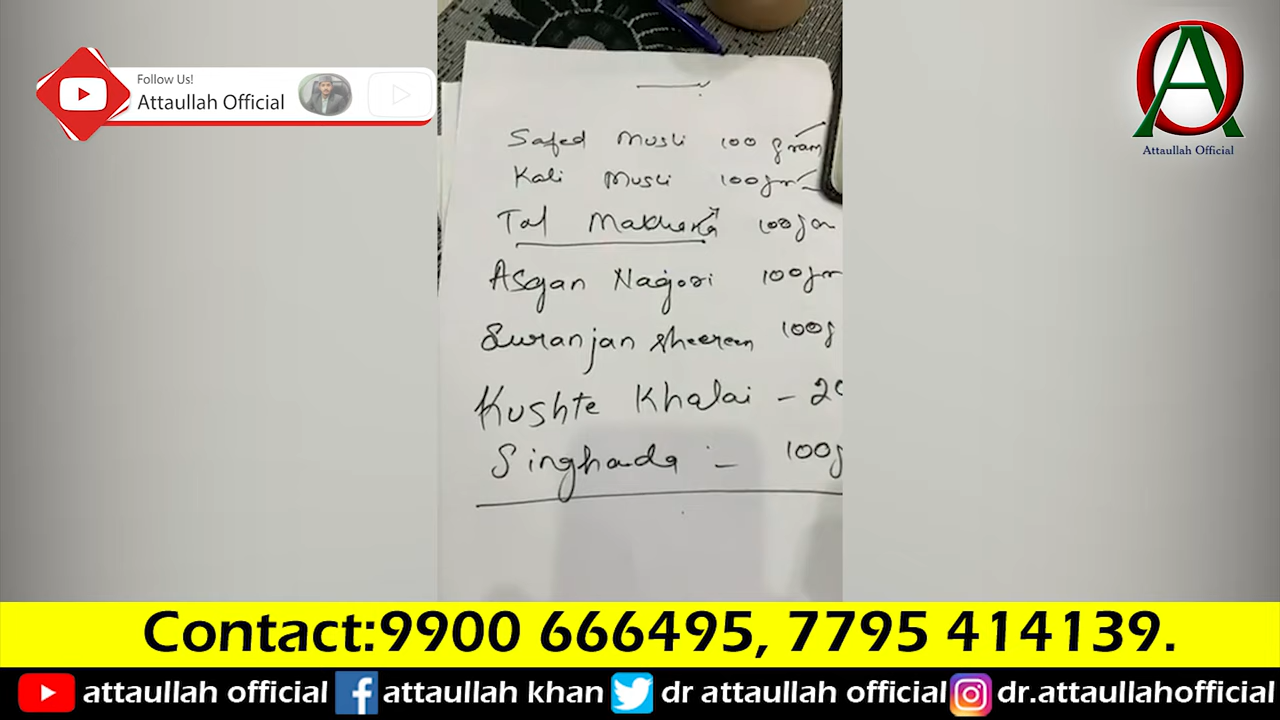 Follow Us!
Attaullah Official
Attaullah Official
Safed Musli 100 gram
Kali Musli 100gm
Tal Makhana 100gm
Asgan Nagori 100gm
Suranjan sheereen 100g
Kushte Khalai - 20
Singhada - 100g
Contact:9900 666495, 7795 414139.
attaullah official attaullah khan dr attaullah official dr.attaullahofficial